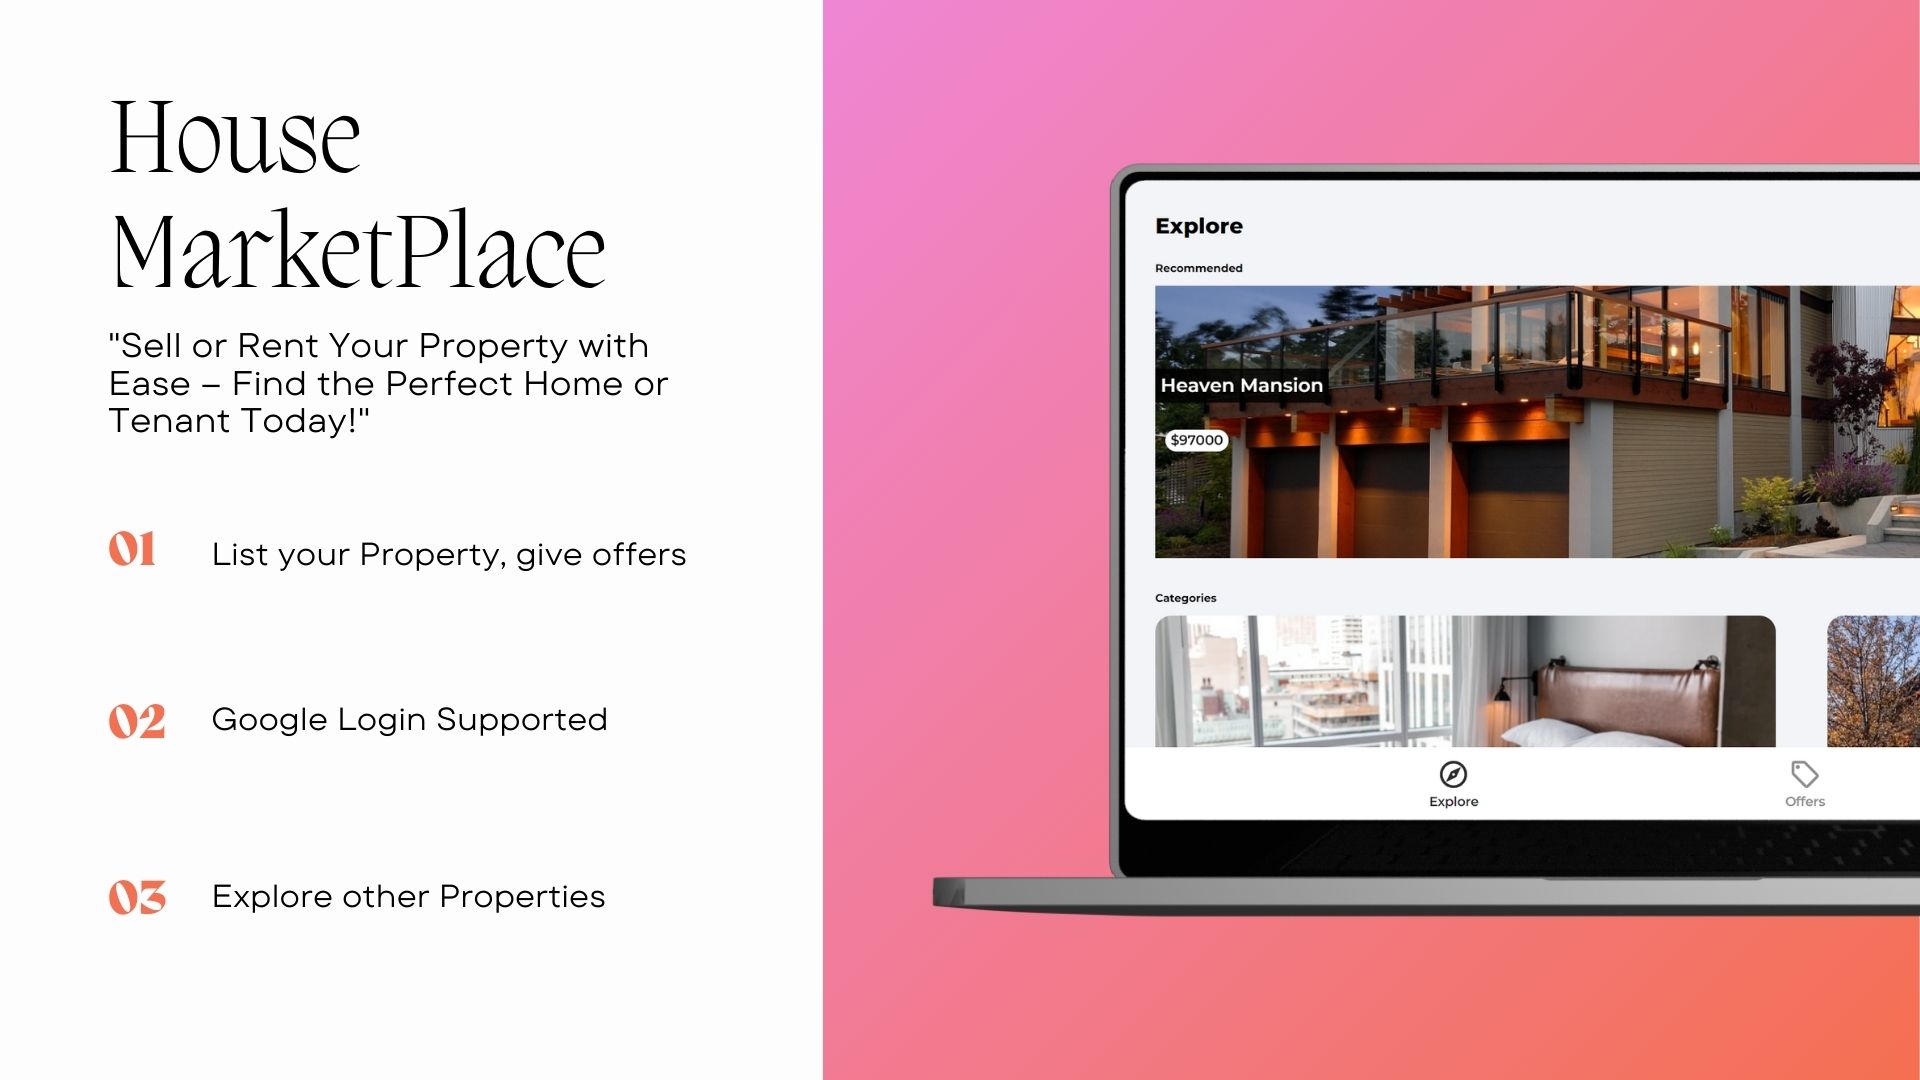 House
MarketPlace
"Sell or Rent Your Property with
Ease – Find the Perfect Home or
Tenant Today!"
01 List your Property, give offers
02 Google Login Supported
03 Explore other Properties
Explore
Recommended
Heaven Mansion
$97000
Categories
Explore
Offers